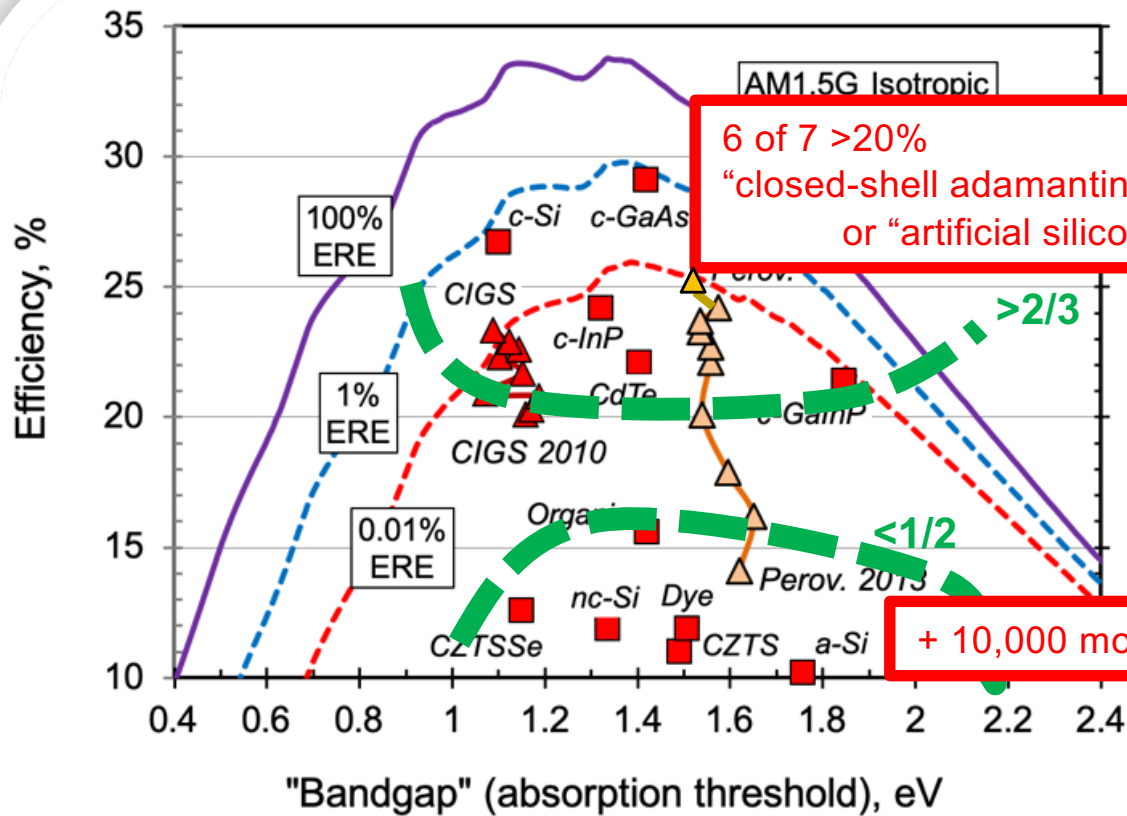 35
30
25
20
15
10
Efficiency, %
AM1.5G Isotropic
6 of 7 >20%
“closed-shell adamantin
or “artificial silico
100%
ERE
c-Si
c-GaAs
Perov.
CIGS
>2/3
c-InP
1%
ERE
CdTe
c-GaInP
CIGS 2010
0.01%
ERE
<1/2
nc-Si
Dye
Perov. 2013
CZTSSe
CZTS
a-Si
+ 10,000 mo
0.4 0.6 0.8 1 1.2 1.4 1.6 1.8 2 2.2 2.4
"Bandgap" (absorption threshold), eV